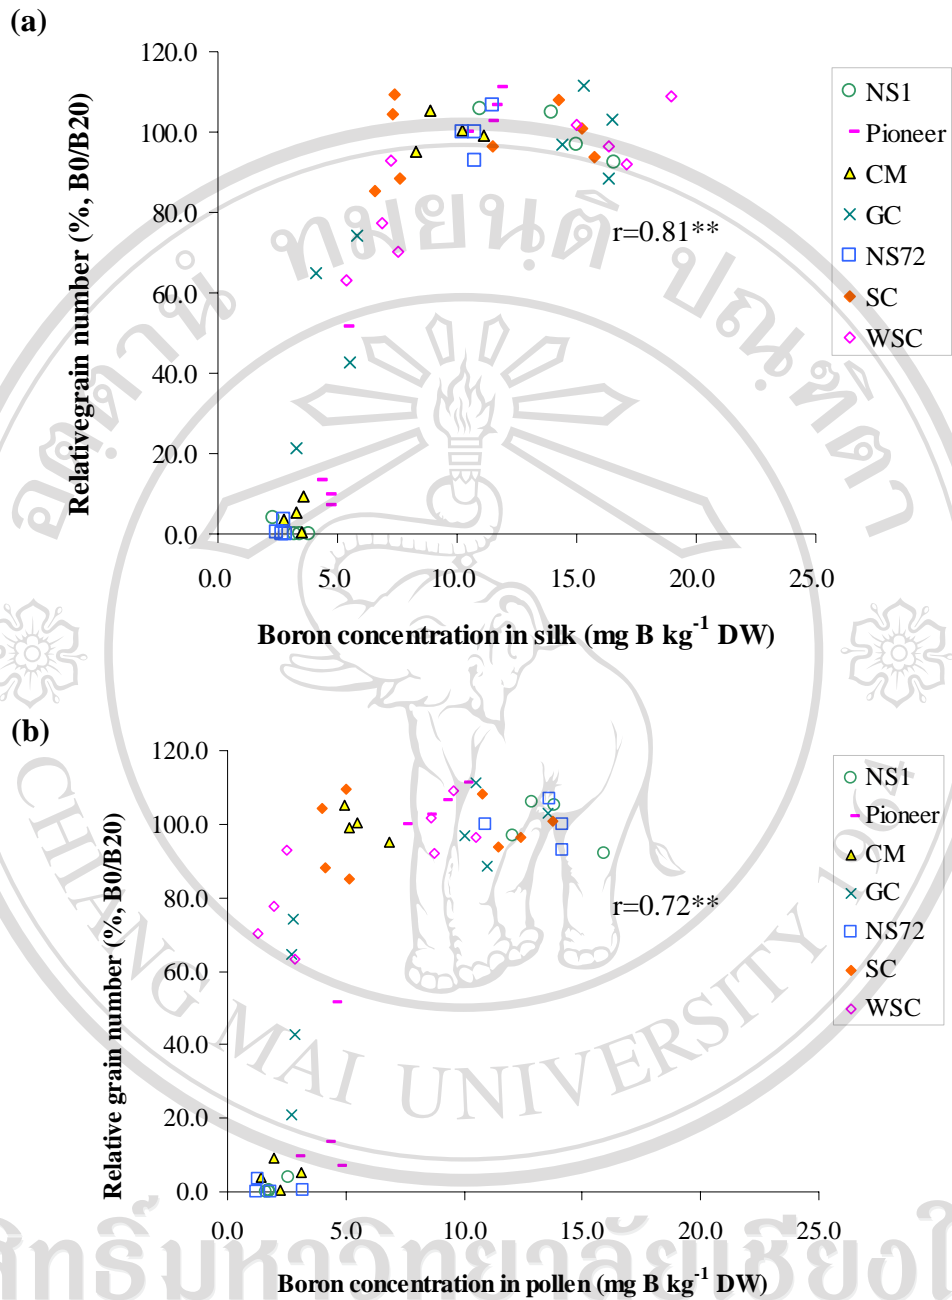 (a)
120.0
100.0
80.0
60.0
40.0
20.0
0.0
Relativegrain number (%, B0/B20)
0.0 5.0 10.0 15.0 20.0 25.0
Boron concentration in silk (mg B kg-1 DW)
r=0.81**
NS1
Pioneer
CM
GC
NS72
SC
WSC
(b)
120.0
100.0
80.0
60.0
40.0
20.0
0.0
Relative grain number (%, B0/B20)
0.0 5.0 10.0 15.0 20.0 25.0
Boron concentration in pollen (mg B kg-1 DW)
r=0.72**
NS1
Pioneer
CM
GC
NS72
SC
WSC
CHIANG MAI UNIVERSITY 1964